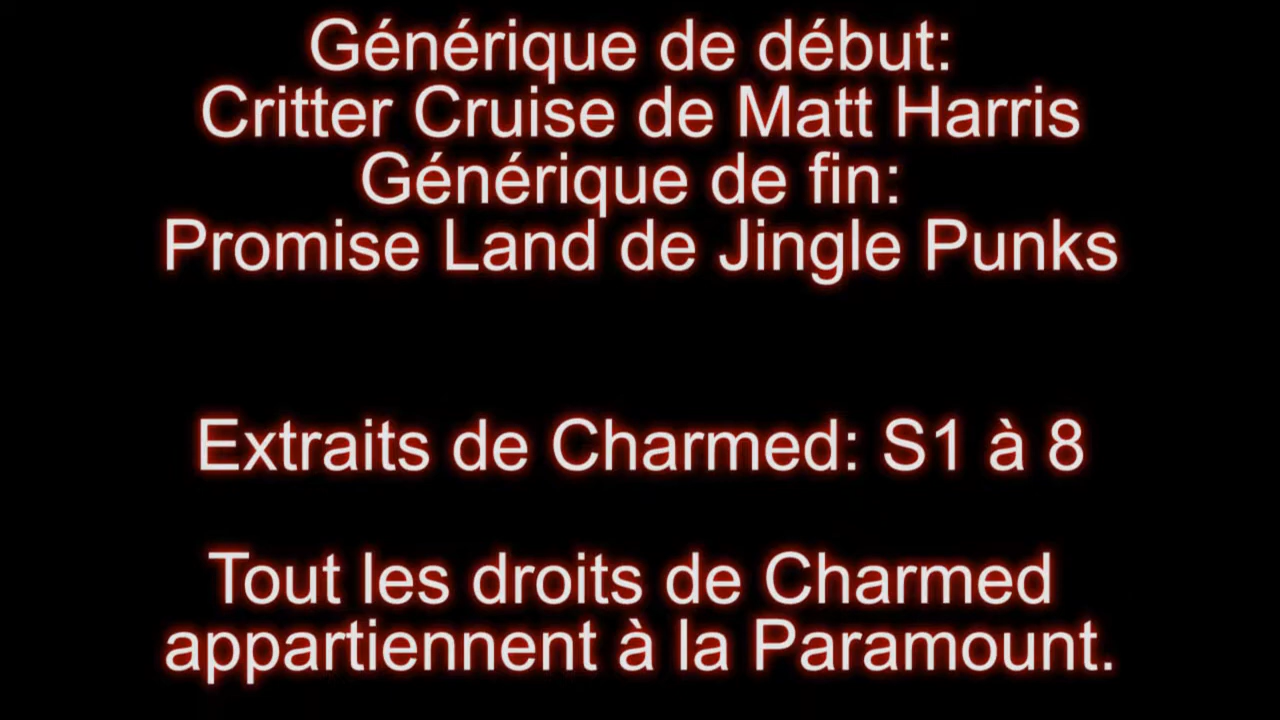 Générique de début:
Critter Cruise de Matt Harris
Générique de fin:
Promise Land de Jingle Punks
Extraits de Charmed: S1 à 8
Tout les droits de Charmed
appartiennent à la Paramount.